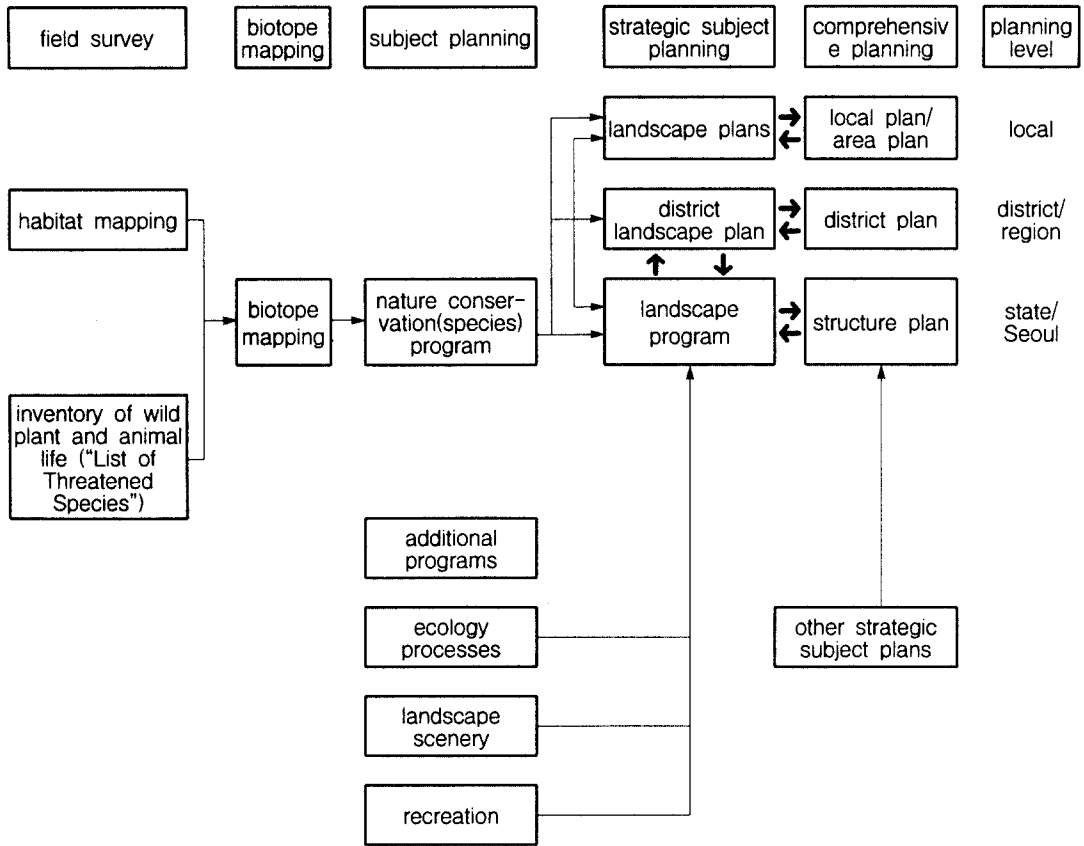 field survey
biotope
mapping
subject planning
strategic subject
planning
comprehensiv
e planning
planning
level
landscape plans
local plan/
area plan
local
habitat mapping
district
landscape plan
district plan
district/
region
biotope
mapping
nature conser-
vation(species)
program
landscape
program
structure plan
state/
Seoul
inventory of wild
plant and animal
life (“List of
Threatened
Species”)
additional
programs
ecology
processes
other strategic
subject plans
landscape
scenery
recreation